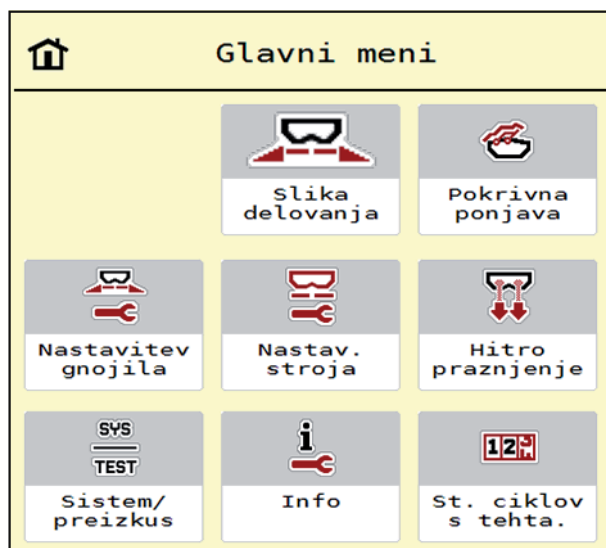 Glavni meni
Slika
delovanja
Pokrivna
ponjava
Nastavitev
gnojila
Nastav.
stroja
Hitro
praznjenje
SYS
TEST
Sistem/
preizkus
i
Info
12
St. ciklov
s tehta.